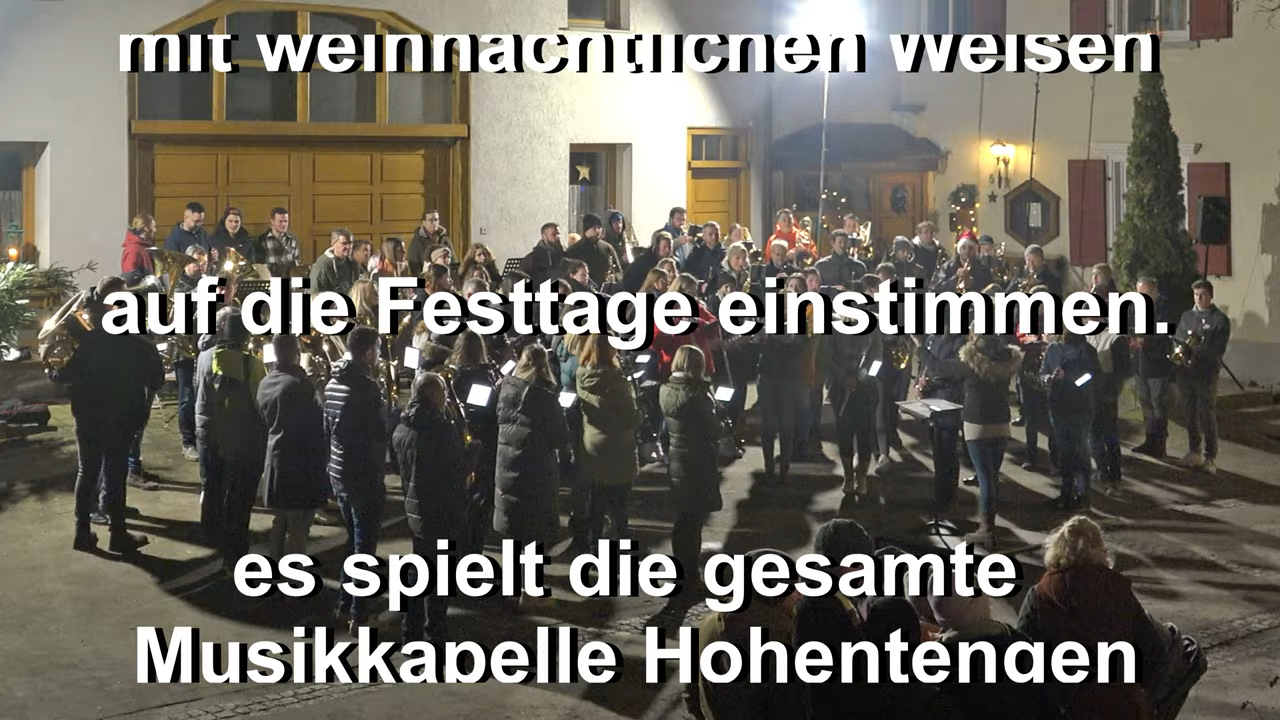 mit weihnachtlichen Weisen
auf die Festtage einstimmen.
es spielt die gesamte
Musikkapelle Hohentengen